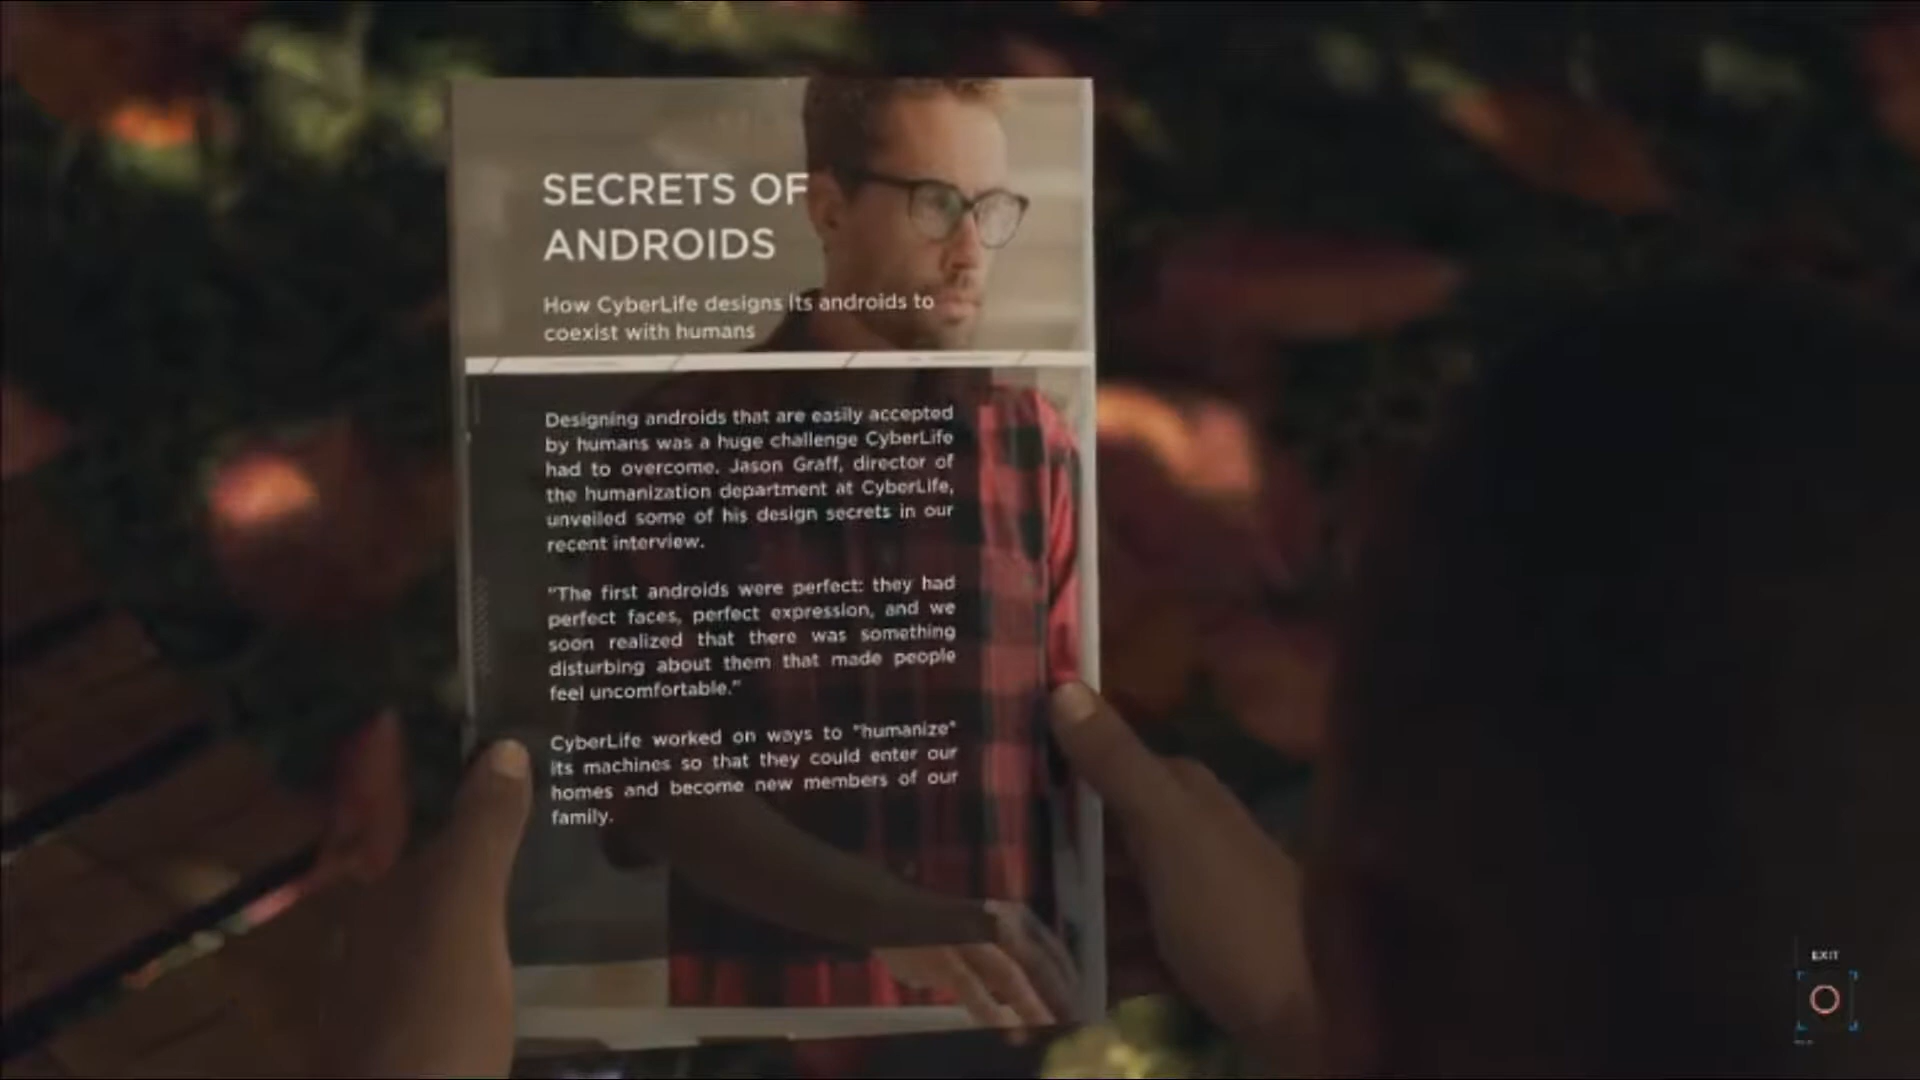 SECRETS OF
ANDROIDS
How CyberLife designs its androids to
coexist with humans
Designing androids that are easily accepted
by humans was a huge challenge CyberLife
had to overcome. Jason Graff, director of
the humanization department at CyberLife,
unveiled some of his design secrets in our
recent interview.
"The first androids were perfect: they had
perfect faces, perfect expression, and we
soon realized that there was something
disturbing about them that made people
feel uncomfortable."
CyberLife worked on ways to "humanize"
its machines so that they could enter our
homes and become new members of our
family.
EXIT